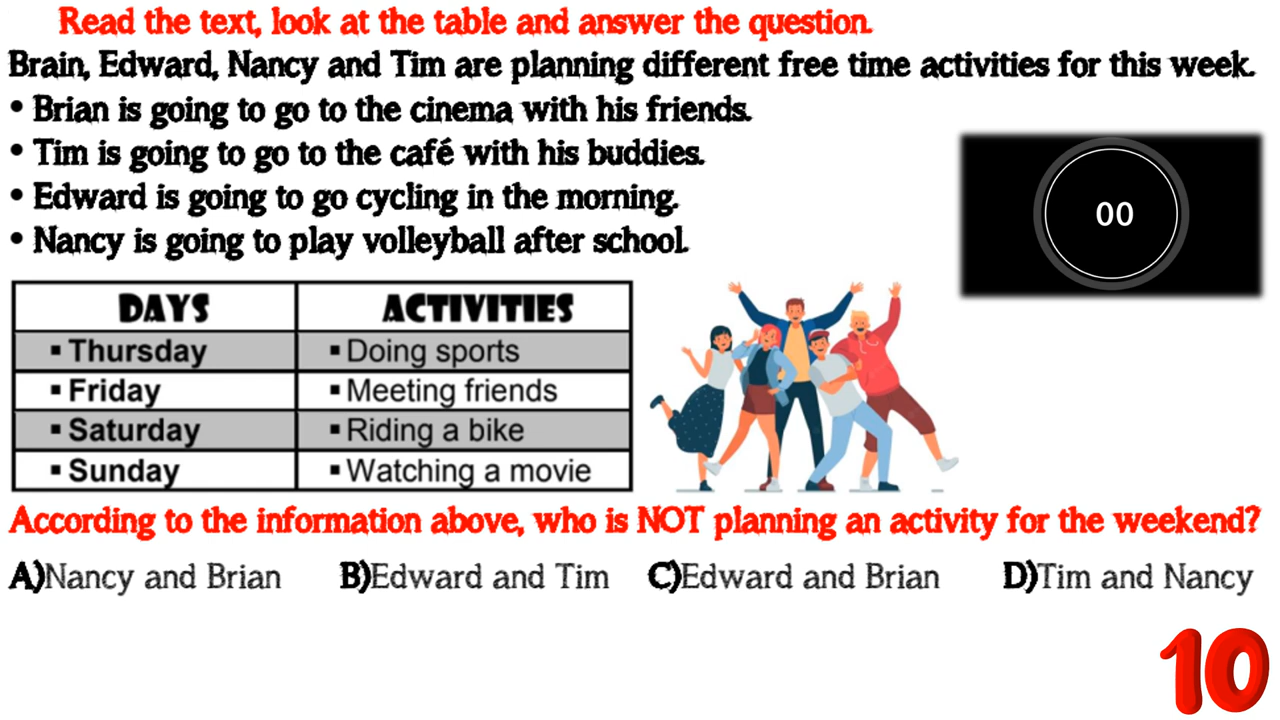 Read the text, look at the table and answer the question.
Brain, Edward, Nancy and Tim are planning different free time activities for this week.
• Brian is going to go to the cinema with his friends.
• Tim is going to go to the café with his buddies.
• Edward is going to go cycling in the morning.
• Nancy is going to play volleyball after school.
00
DAYS ACTIVITIES
▪ Thursday ▪ Doing sports
▪ Friday ▪ Meeting friends
▪ Saturday ▪ Riding a bike
▪ Sunday ▪ Watching a movie
According to the information above, who is NOT planning an activity for the weekend?
A)Nancy and Brian B)Edward and Tim C)Edward and Brian D)Tim and Nancy
10